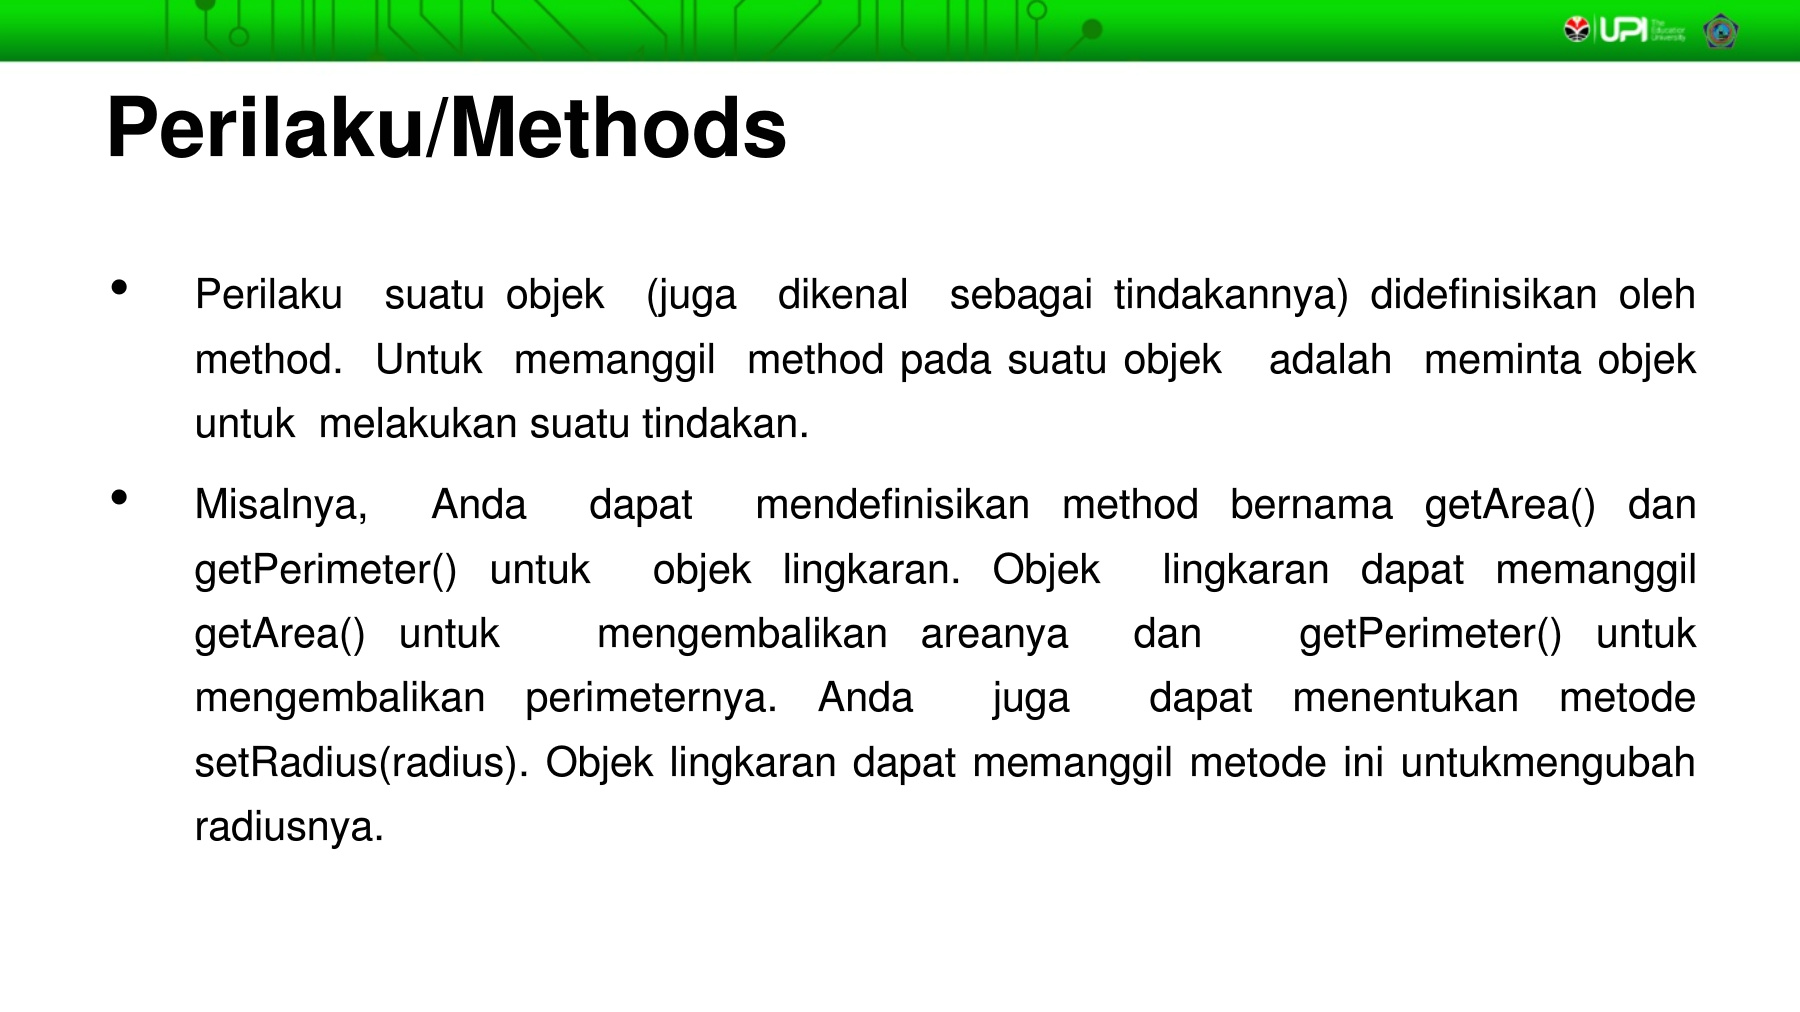 UPI
The
Education
University
Perilaku/Methods
• Perilaku suatu objek (juga dikenal sebagai tindakannya) didefinisikan oleh
method. Untuk memanggil method pada suatu objek adalah meminta objek
untuk melakukan suatu tindakan.
• Misalnya, Anda dapat mendefinisikan method bernama getArea() dan
getPerimeter() untuk objek lingkaran. Objek lingkaran dapat memanggil
getArea() untuk mengembalikan areanya dan getPerimeter() untuk
mengembalikan perimeternya. Anda juga dapat menentukan metode
setRadius(radius). Objek lingkaran dapat memanggil metode ini untukmengubah
radiusnya.